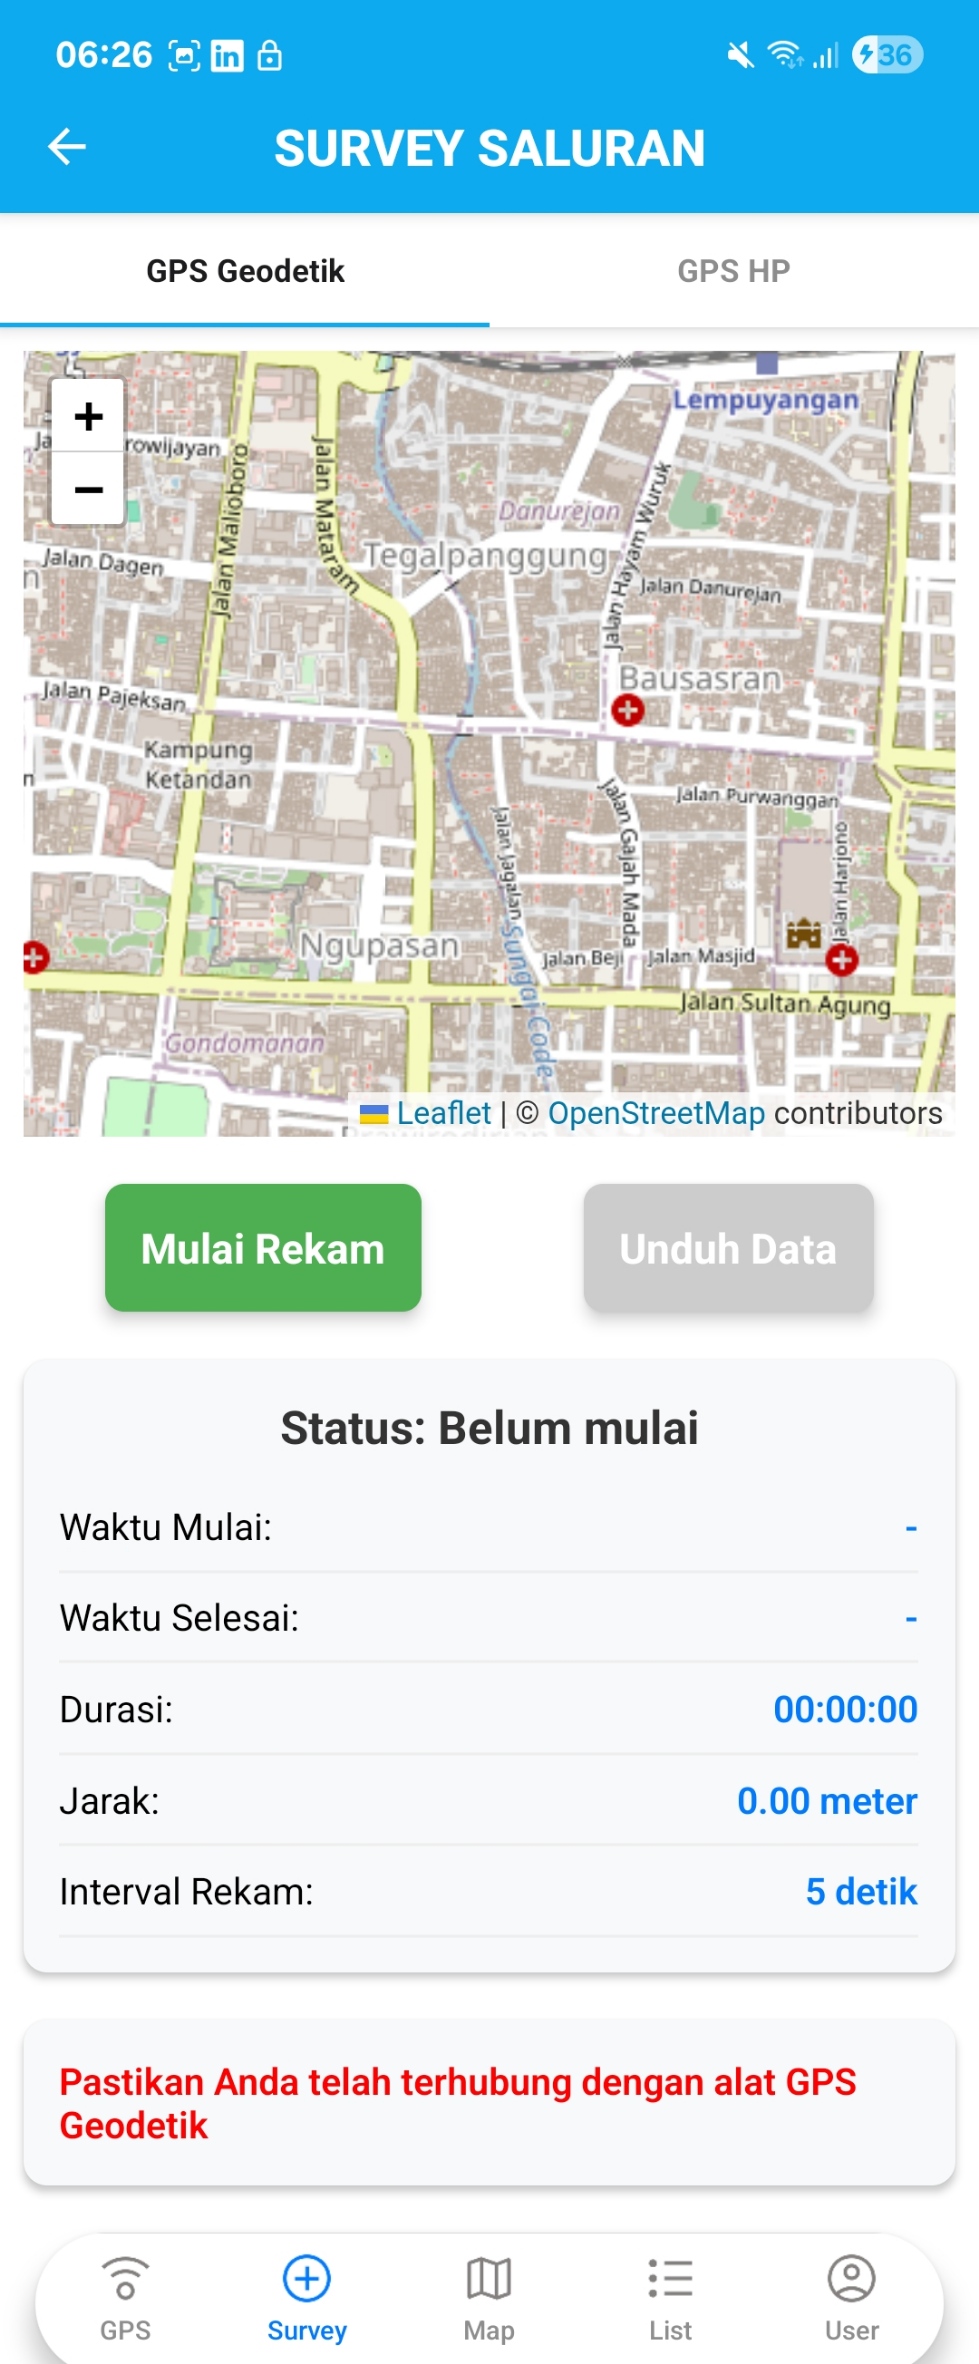 06:26
36
SURVEY SALURAN
GPS Geodetik
GPS HP
+
−
rowijayan
Jalan Malioboro
Jalan Mataram
Lempuyangan
Danurejan
Tegalpanggung
Jalan Hayam Wuruk
Jalan Dagen
Jalan Danurejan
Jalan Pajeksan
Bausasran
Kampung
Ketandan
Jalan Purwanggan
Jalan Jagalan
Jalan Gajah Mada
Jalan Harjono
Ngupasan
Sungai Code
Jalan Beji
Jalan Masjid
Jalan Sultan Agung
Gondomanan
Leaflet | © OpenStreetMap contributors
Mulai Rekam
Unduh Data
Status: Belum mulai
Waktu Mulai: -
Waktu Selesai: -
Durasi: 00:00:00
Jarak: 0.00 meter
Interval Rekam: 5 detik
Pastikan Anda telah terhubung dengan alat GPS
Geodetik
GPS
Survey
Map
List
User